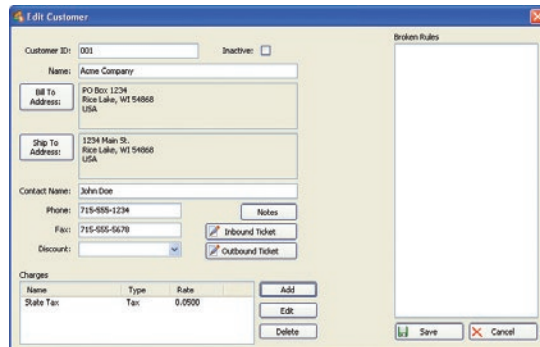 Edit Customer
Customer ID: 001 Inactive:
Name: Acme Company
Bill To Address:
PO Box 1234
Rice Lake, WI 54868
USA
Ship To Address:
1234 Main St.
Rice Lake, WI 54868
USA
Contact Name: John Doe
Phone: 715-555-1234 Notes
Fax: 715-555-5678 Inbound Ticket
Discount: Outbound Ticket
Charges
Name Type Rate
State Tax Tax 0.0500
Add
Edit
Delete
Broken Rules
Save Cancel